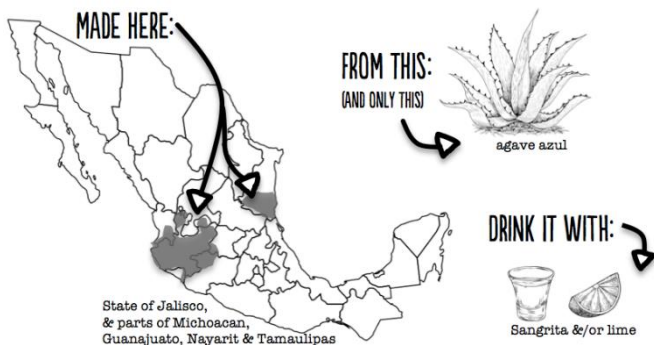 MADE HERE:
FROM THIS:
(AND ONLY THIS)
agave azul
DRINK IT WITH:
Sangrita &/or lime
State of Jalisco,
& parts of Michoacan,
Guanajuato, Nayarit & Tamaulipas